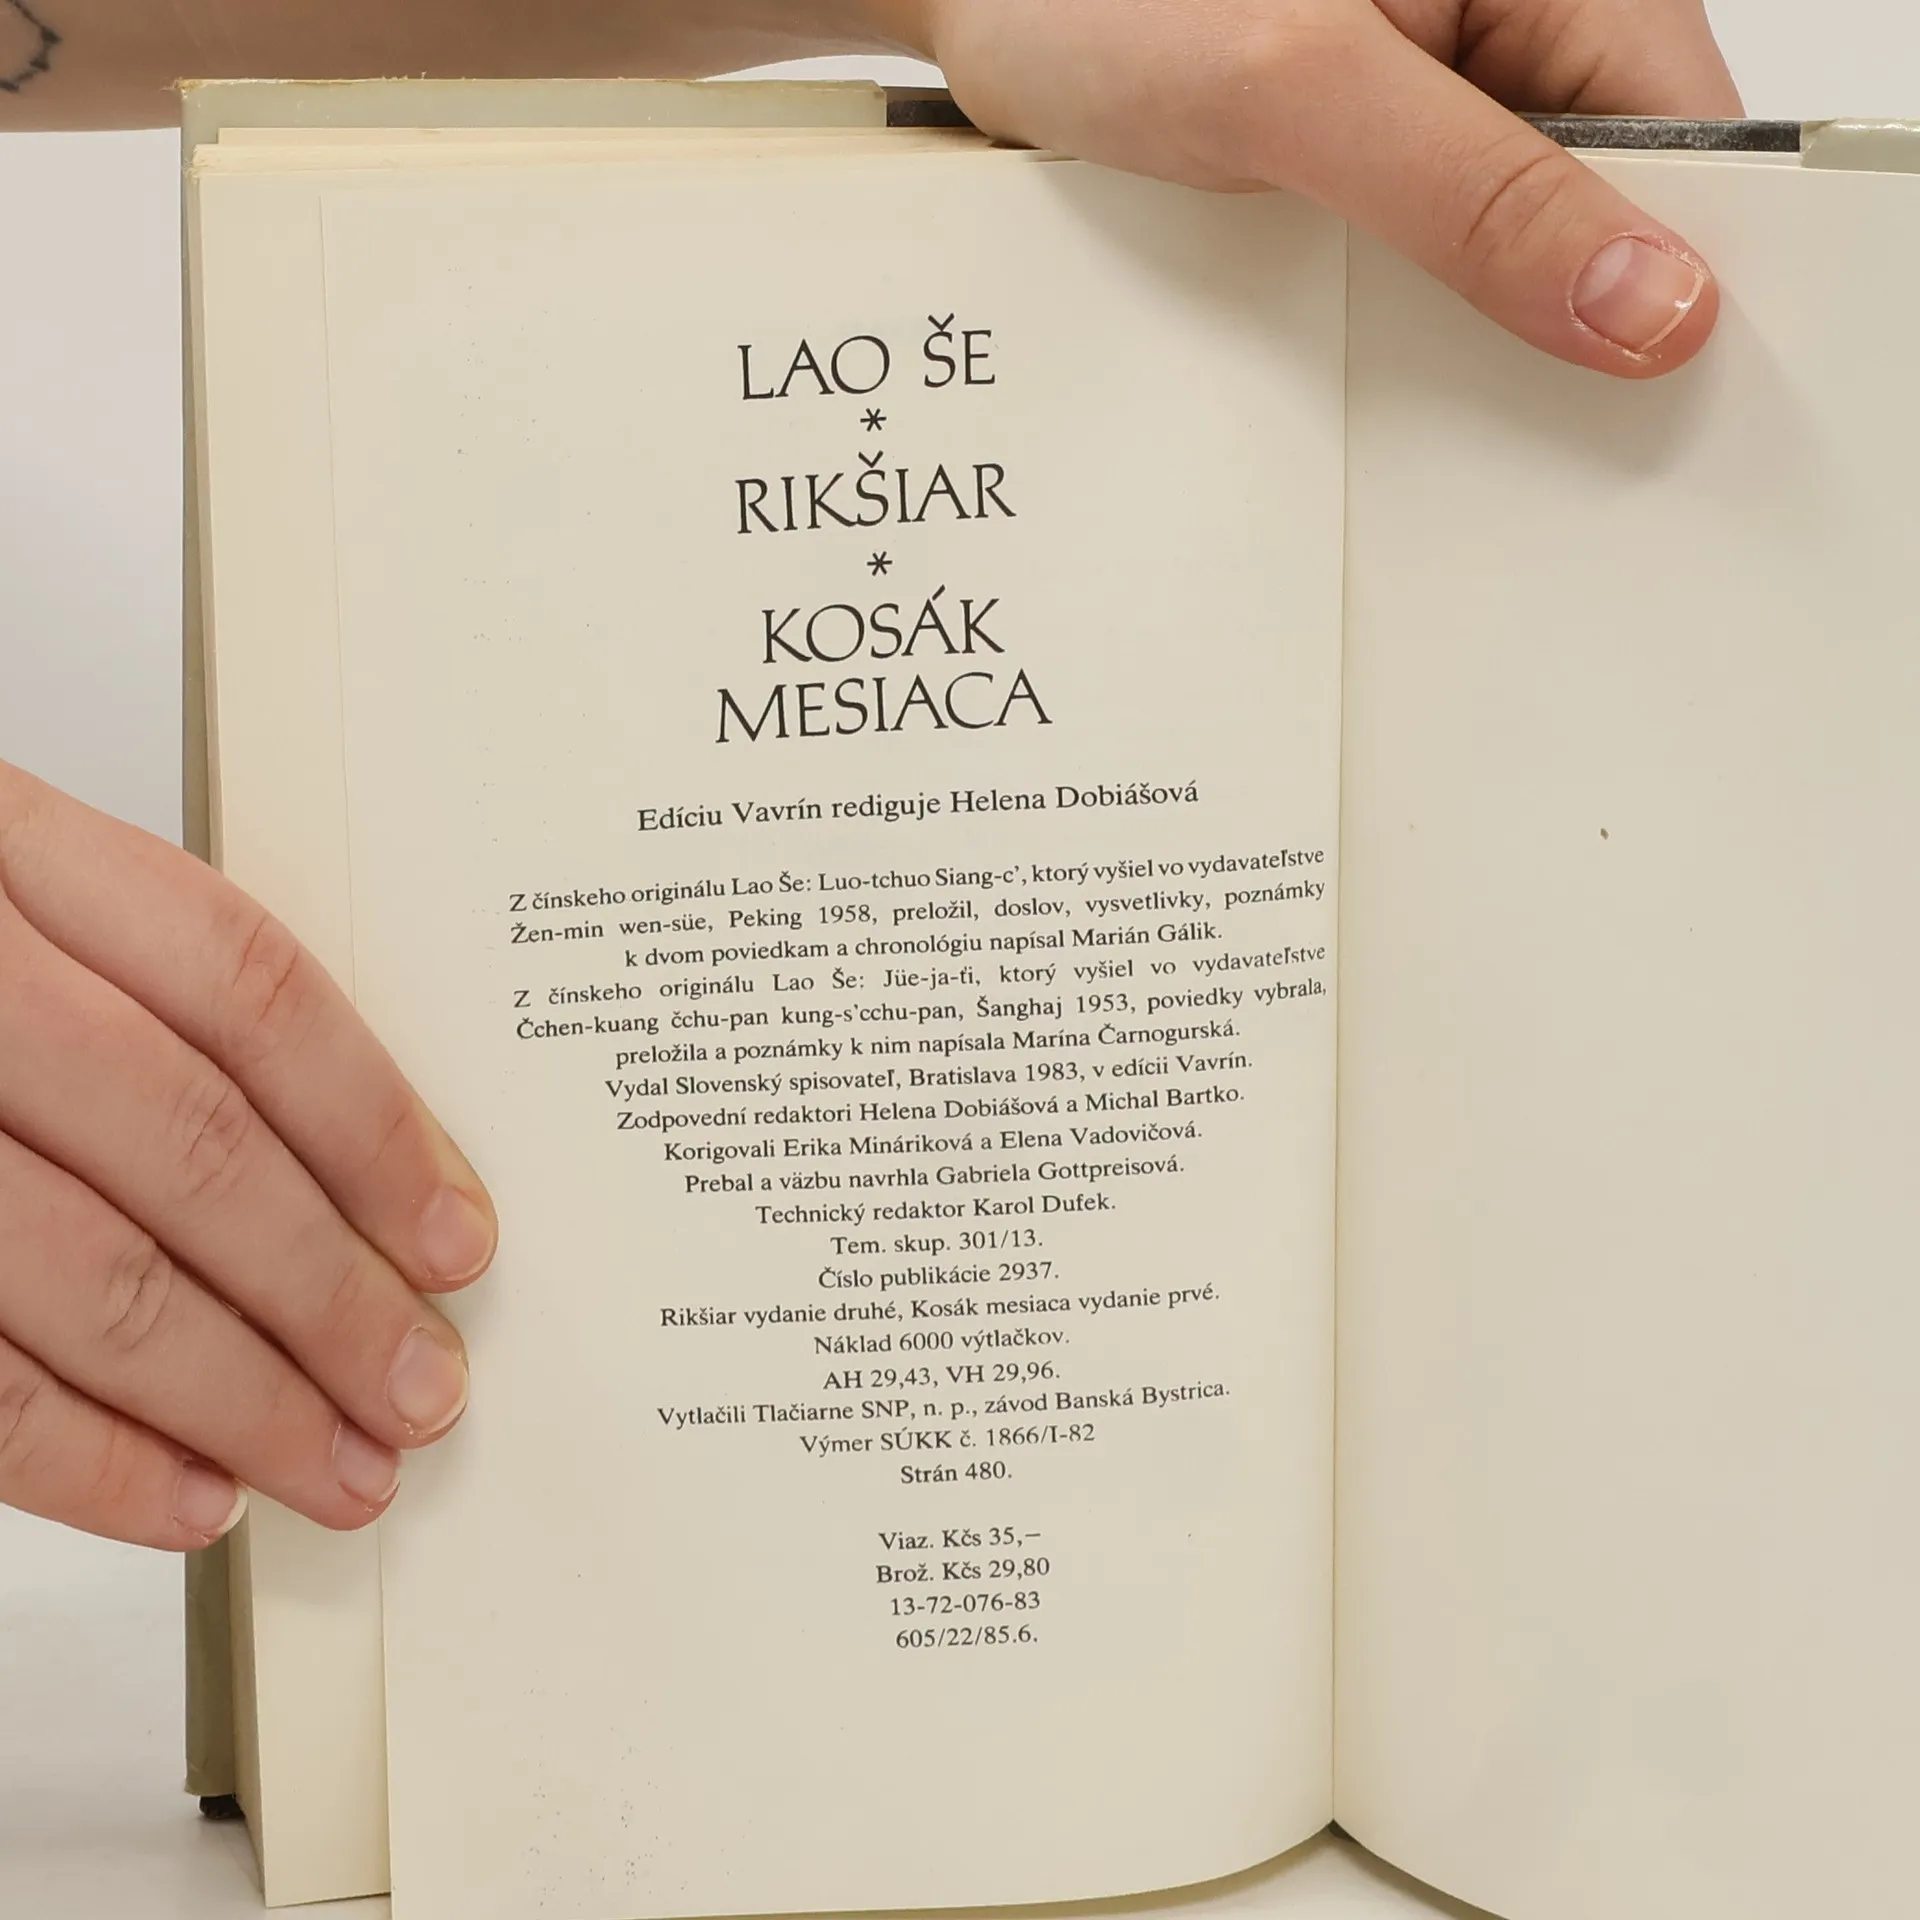 LAO ŠE
*
RIKŠIAR
*
KOSÁK
MESIACA
Edíciu Vavrín rediguje Helena Dobiášová
Z čínskeho originálu Lao Še: Luo-tchuo Siang-c’, ktorý vyšiel vo vydavateľstve
Žen-min wen-süe, Peking 1958, preložil, doslov, vysvetlivky, poznámky
k dvom poviedkam a chronológiu napísal Marián Gálik.
Z čínskeho originálu Lao Še: Jüe-ja-ťi, ktorý vyšiel vo vydavateľstve
Čchen-kuang čchu-pan kung-s’cchu-pan, Šanghaj 1953, poviedky vybrala,
preložila a poznámky k nim napísala Marína Čarnogurská.
Vydal Slovenský spisovateľ, Bratislava 1983, v edícii Vavrín.
Zodpovední redaktori Helena Dobiášová a Michal Bartko.
Korigovali Erika Mináriková a Elena Vadovičová.
Prebal a väzbu navrhla Gabriela Gottpreisová.
Technický redaktor Karol Dufek.
Tem. skup. 301/13.
Číslo publikácie 2937.
Rikšiar vydanie druhé, Kosák mesiaca vydanie prvé.
Náklad 6000 výtlačkov.
AH 29,43, VH 29,96.
Vytlačili Tlačiarne SNP, n. p., závod Banská Bystrica.
Výmer SÚKK č. 1866/I-82
Strán 480.
Viaz. Kčs 35,—
Brož. Kčs 29,80
13-72-076-83
605/22/85.6.